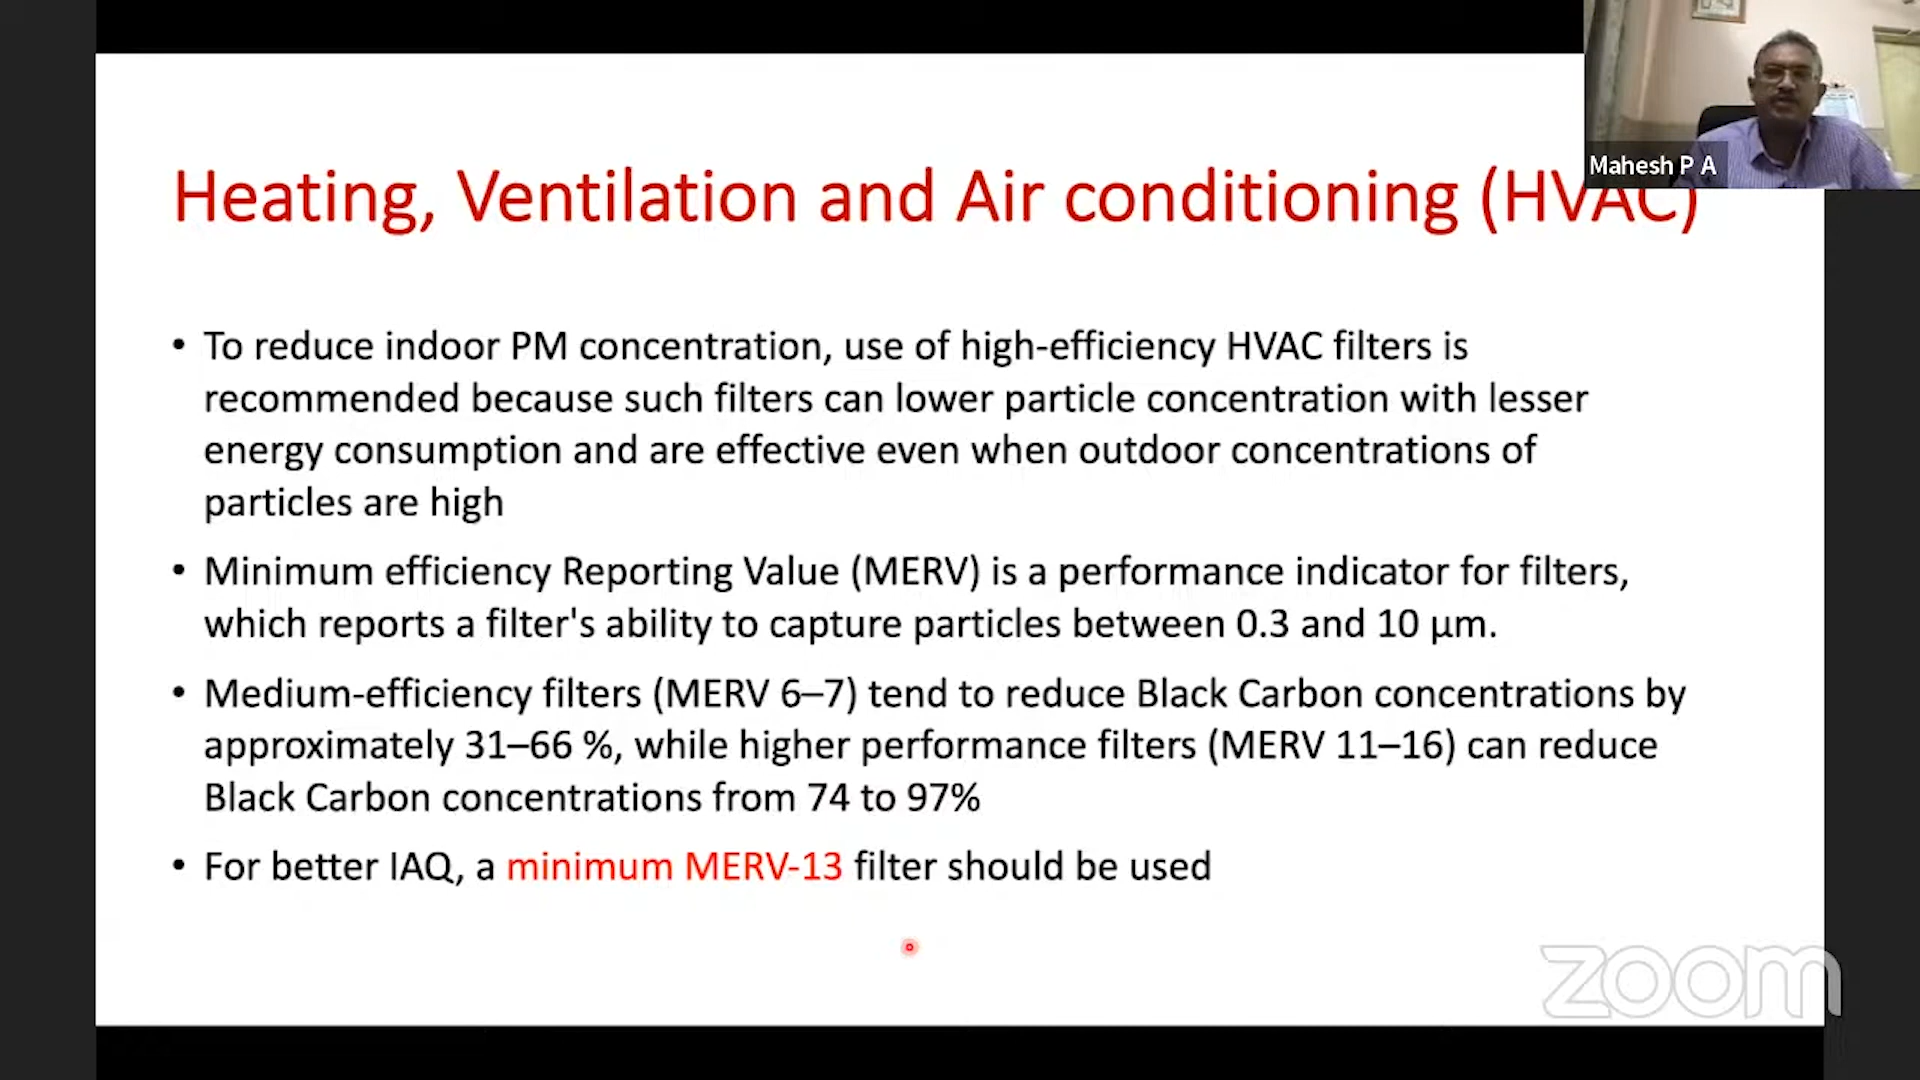 Mahesh P A
Heating, Ventilation and Air conditioning (HVAC)
• To reduce indoor PM concentration, use of high-efficiency HVAC filters is
recommended because such filters can lower particle concentration with lesser
energy consumption and are effective even when outdoor concentrations of
particles are high
• Minimum efficiency Reporting Value (MERV) is a performance indicator for filters,
which reports a filter's ability to capture particles between 0.3 and 10 µm.
• Medium-efficiency filters (MERV 6–7) tend to reduce Black Carbon concentrations by
approximately 31–66 %, while higher performance filters (MERV 11–16) can reduce
Black Carbon concentrations from 74 to 97%
• For better IAQ, a minimum MERV-13 filter should be used
zoom